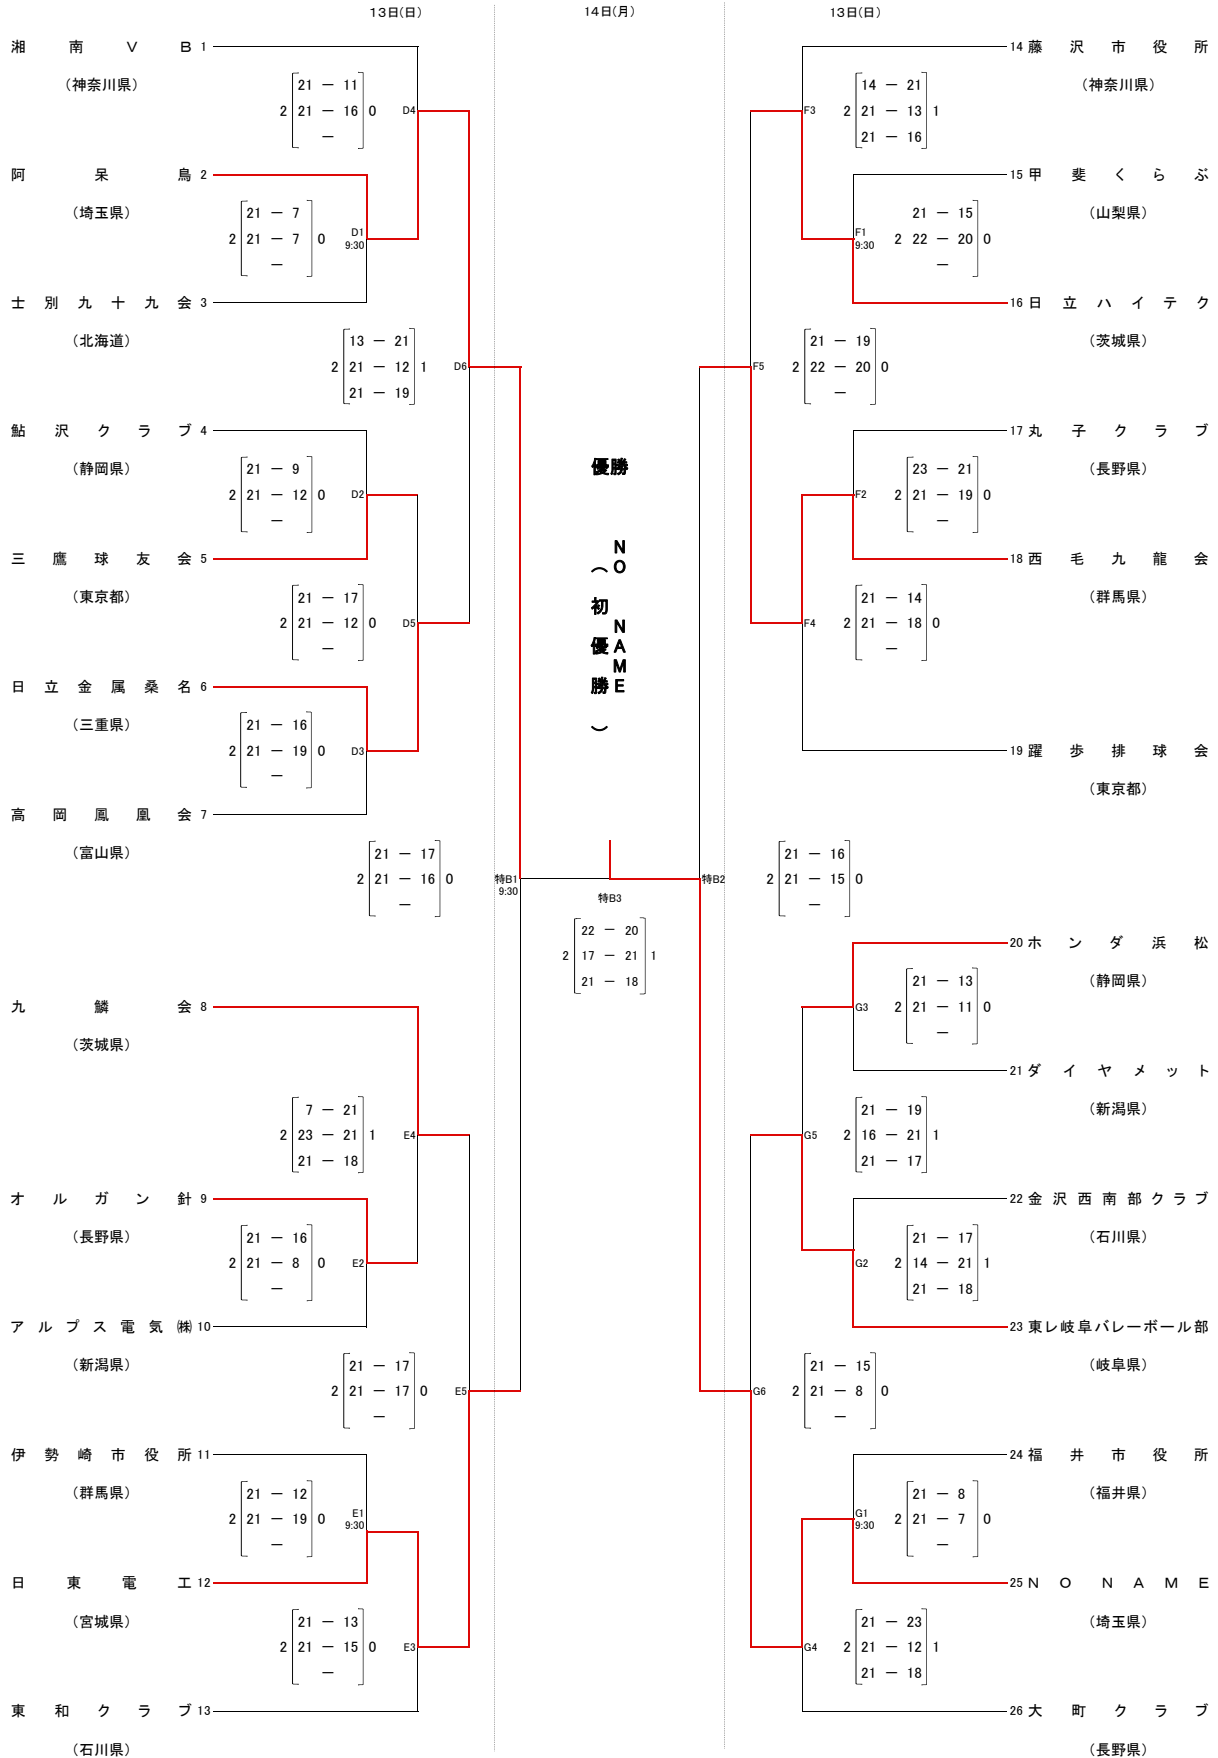 13日(日)
14日(月)
13日(日)
湘南VB 1
(神奈川県)
21 － 11
2 21 － 16 0 D4
－
阿呆鳥 2
(埼玉県)
21 － 7
2 21 － 7 0 D1
9:30
－
士別九十九会 3
(北海道)
13 － 21
2 21 － 12 1 D6
21 － 19
鮎沢クラブ 4
(静岡県)
21 － 9
2 21 － 12 0 D2
－
三鷹球友会 5
(東京都)
21 － 17
2 21 － 12 0 D5
－
日立金属桑名 6
(三重県)
21 － 16
2 21 － 19 0 D3
－
高岡鳳凰会 7
(富山県)
21 － 17
2 21 － 16 0 特B1
9:30
－
九鱗会 8
(茨城県)
7 － 21
2 23 － 21 1 E4
21 － 18
オルガン針 9
(長野県)
21 － 16
2 21 － 8 0 E2
－
アルプス電気㈱ 10
(新潟県)
21 － 17
2 21 － 17 0 E5
－
伊勢崎市役所 11
(群馬県)
21 － 12
2 21 － 19 0 E1
9:30
－
日東電工 12
(宮城県)
21 － 13
2 21 － 15 0 E3
－
東和クラブ 13
(石川県)
優勝
NO NAME
(初優勝)
特B3
22 － 20
2 17 － 21 1
21 － 18
14 藤沢市役所
(神奈川県)
14 － 21
F3 2 21 － 13 1
21 － 16
15 甲斐くらぶ
(山梨県)
21 － 15
F1 2 22 － 20 0
9:30
－
16 日立ハイテク
(茨城県)
21 － 19
F5 2 22 － 20 0
－
17 丸子クラブ
(長野県)
23 － 21
F2 2 21 － 19 0
－
18 西毛九龍会
(群馬県)
21 － 14
F4 2 21 － 18 0
－
19 躍歩排球会
(東京都)
21 － 16
特B2 2 21 － 15 0
－
20 ホンダ浜松
(静岡県)
21 － 13
G3 2 21 － 11 0
－
21 ダイヤメット
(新潟県)
21 － 19
G5 2 16 － 21 1
21 － 17
22 金沢西南部クラブ
(石川県)
21 － 17
G2 2 14 － 21 1
21 － 18
23 東レ岐阜バレーボール部
(岐阜県)
21 － 15
G6 2 21 － 8 0
－
24 福井市役所
(福井県)
21 － 8
G1 2 21 － 7 0
9:30
－
25 NO NAME
(埼玉県)
21 － 23
G4 2 21 － 12 1
21 － 18
26 大町クラブ
(長野県)